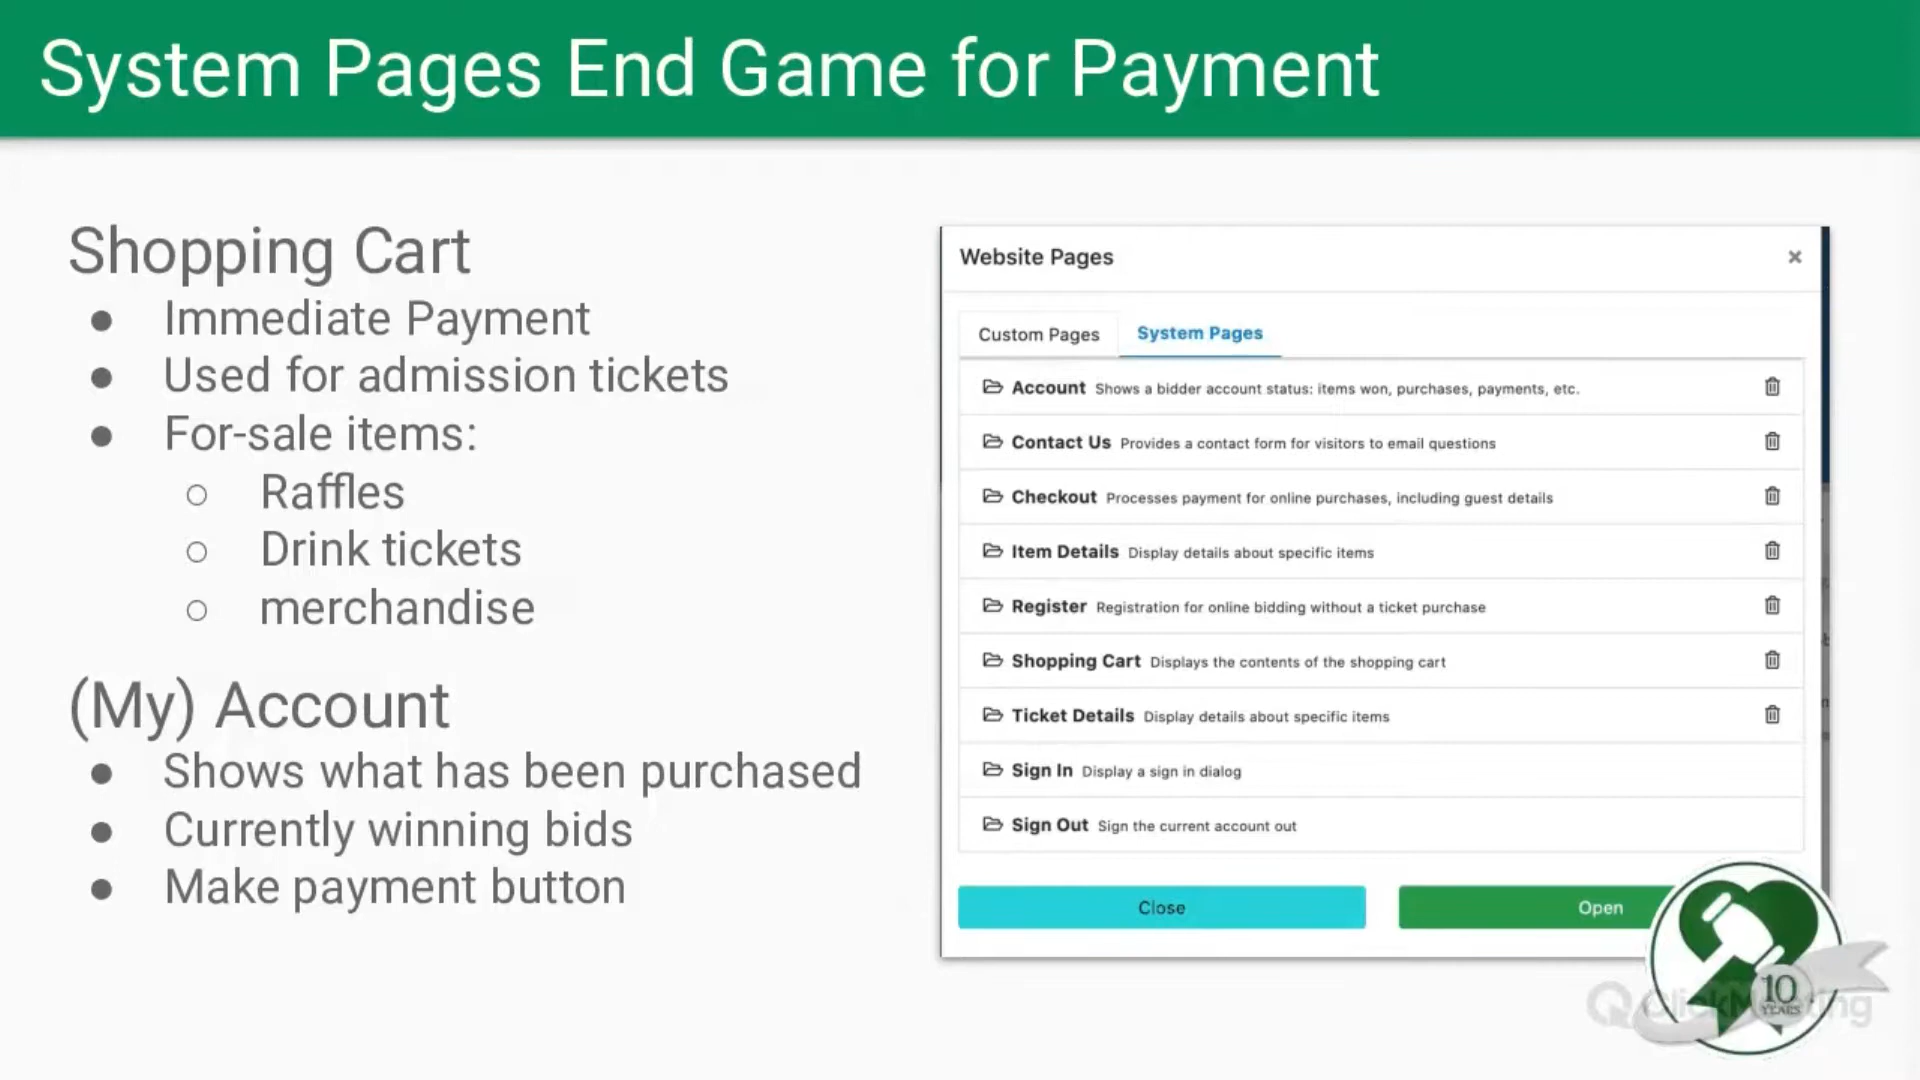 System Pages End Game for Payment
Shopping Cart
● Immediate Payment
● Used for admission tickets
● For-sale items:
○ Raffles
○ Drink tickets
○ merchandise
(My) Account
● Shows what has been purchased
● Currently winning bids
● Make payment button
Website Pages ×
Custom Pages System Pages
Account Shows a bidder account status: items won, purchases, payments, etc.
Contact Us Provides a contact form for visitors to email questions
Checkout Processes payment for online purchases, including guest details
Item Details Display details about specific items
Register Registration for online bidding without a ticket purchase
Shopping Cart Displays the contents of the shopping cart
Ticket Details Display details about specific items
Sign In Display a sign in dialog
Sign Out Sign the current account out
Close Open
10
YEARS